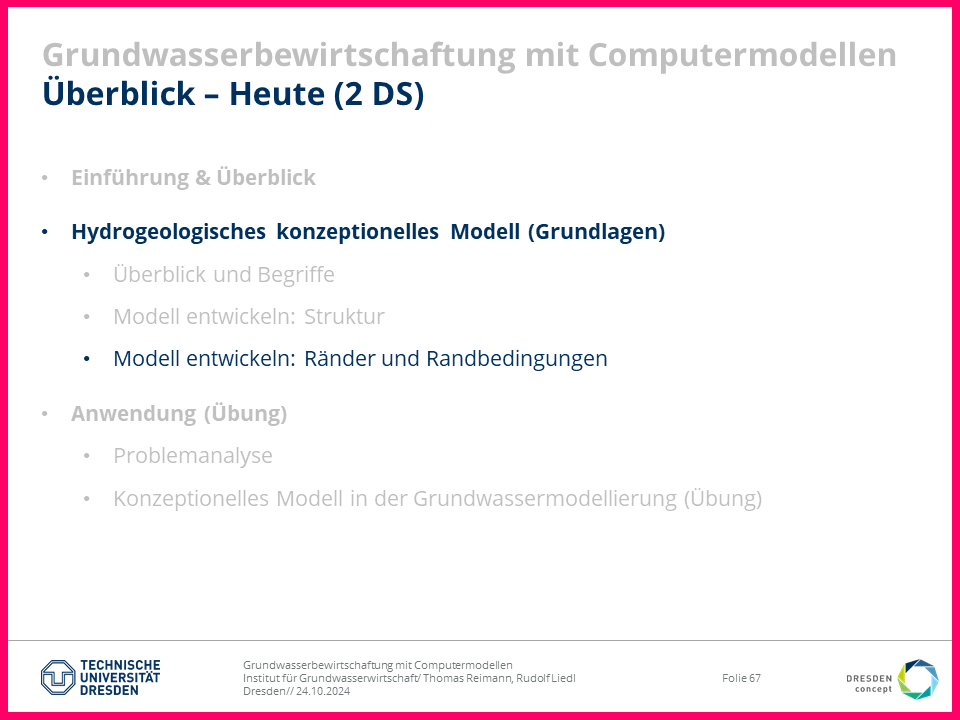 Grundwasserbewirtschaftung mit Computermodellen
Überblick – Heute (2 DS)
• Einführung & Überblick
• Hydrogeologisches konzeptionelles Modell (Grundlagen)
• Überblick und Begriffe
• Modell entwickeln: Struktur
• Modell entwickeln: Ränder und Randbedingungen
• Anwendung (Übung)
• Problemanalyse
• Konzeptionelles Modell in der Grundwassermodellierung (Übung)
TECHNISCHE
UNIVERSITÄT
DRESDEN
Grundwasserbewirtschaftung mit Computermodellen
Institut für Grundwasserwirtschaft/ Thomas Reimann, Rudolf Liedl
Dresden// 24.10.2024
Folie 67
DRESDEN
concept